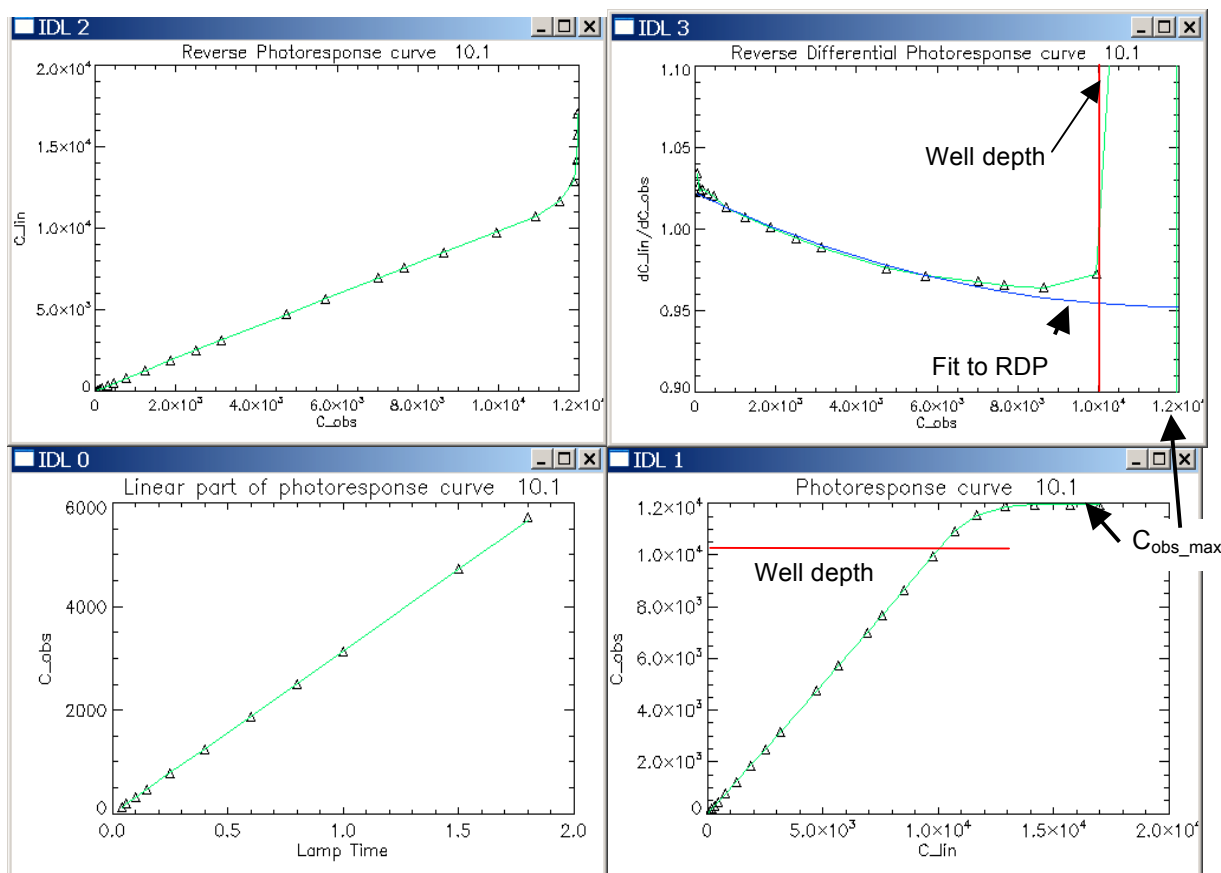 IDL 2
Reverse Photoresponse curve 10.1
2.0×10⁴
1.5×10⁴
1.0×10⁴
5.0×10³
0
C_lin
0 2.0×10³ 4.0×10³ 6.0×10³ 8.0×10³ 1.0×10⁴ 1.2×10⁴
C_obs
IDL 3
Reverse Differential Photoresponse curve 10.1
1.10
1.05
1.00
0.95
0.90
dC_lin/dC_obs
Well depth
Fit to RDP
0 2.0×10³ 4.0×10³ 6.0×10³ 8.0×10³ 1.0×10⁴ 1.2×10⁴
C_obs
IDL 0
Linear part of photoresponse curve 10.1
6000
4000
2000
0
C_obs
0.0 0.5 1.0 1.5 2.0
Lamp Time
IDL 1
Photoresponse curve 10.1
1.2×10⁴
1.0×10⁴
8.0×10³
6.0×10³
4.0×10³
2.0×10³
0
C_obs
Well depth
C_obs_max
0 5.0×10³ 1.0×10⁴ 1.5×10⁴ 2.0×10⁴
C_lin